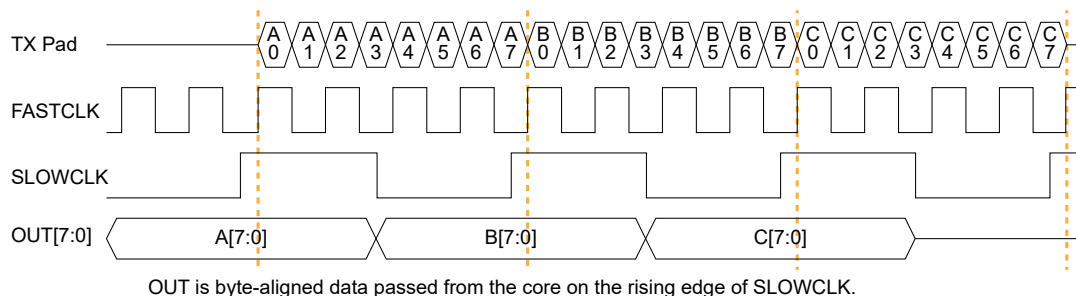 TX Pad A 0 A 1 A 2 A 3 A 4 A 5 A 6 A 7 B 0 B 1 B 2 B 3 B 4 B 5 B 6 B 7 C 0 C 1 C 2 C 3 C 4 C 5 C 6 C 7
FASTCLK
SLOWCLK
OUT[7:0] A[7:0] B[7:0] C[7:0]
OUT is byte-aligned data passed from the core on the rising edge of SLOWCLK.